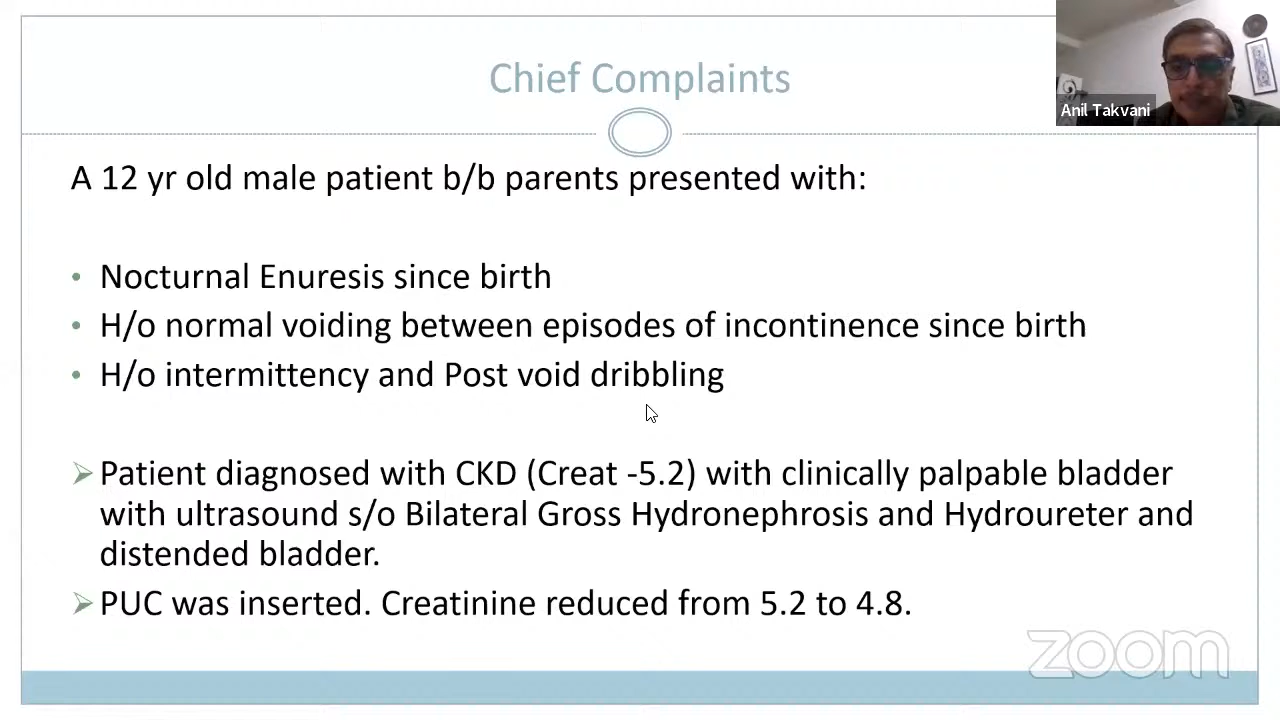 Chief Complaints
Anil Takvani
A 12 yr old male patient b/b parents presented with:
• Nocturnal Enuresis since birth
• H/o normal voiding between episodes of incontinence since birth
• H/o intermittency and Post void dribbling
➢ Patient diagnosed with CKD (Creat -5.2) with clinically palpable bladder
with ultrasound s/o Bilateral Gross Hydronephrosis and Hydroureter and
distended bladder.
➢ PUC was inserted. Creatinine reduced from 5.2 to 4.8.
zoom